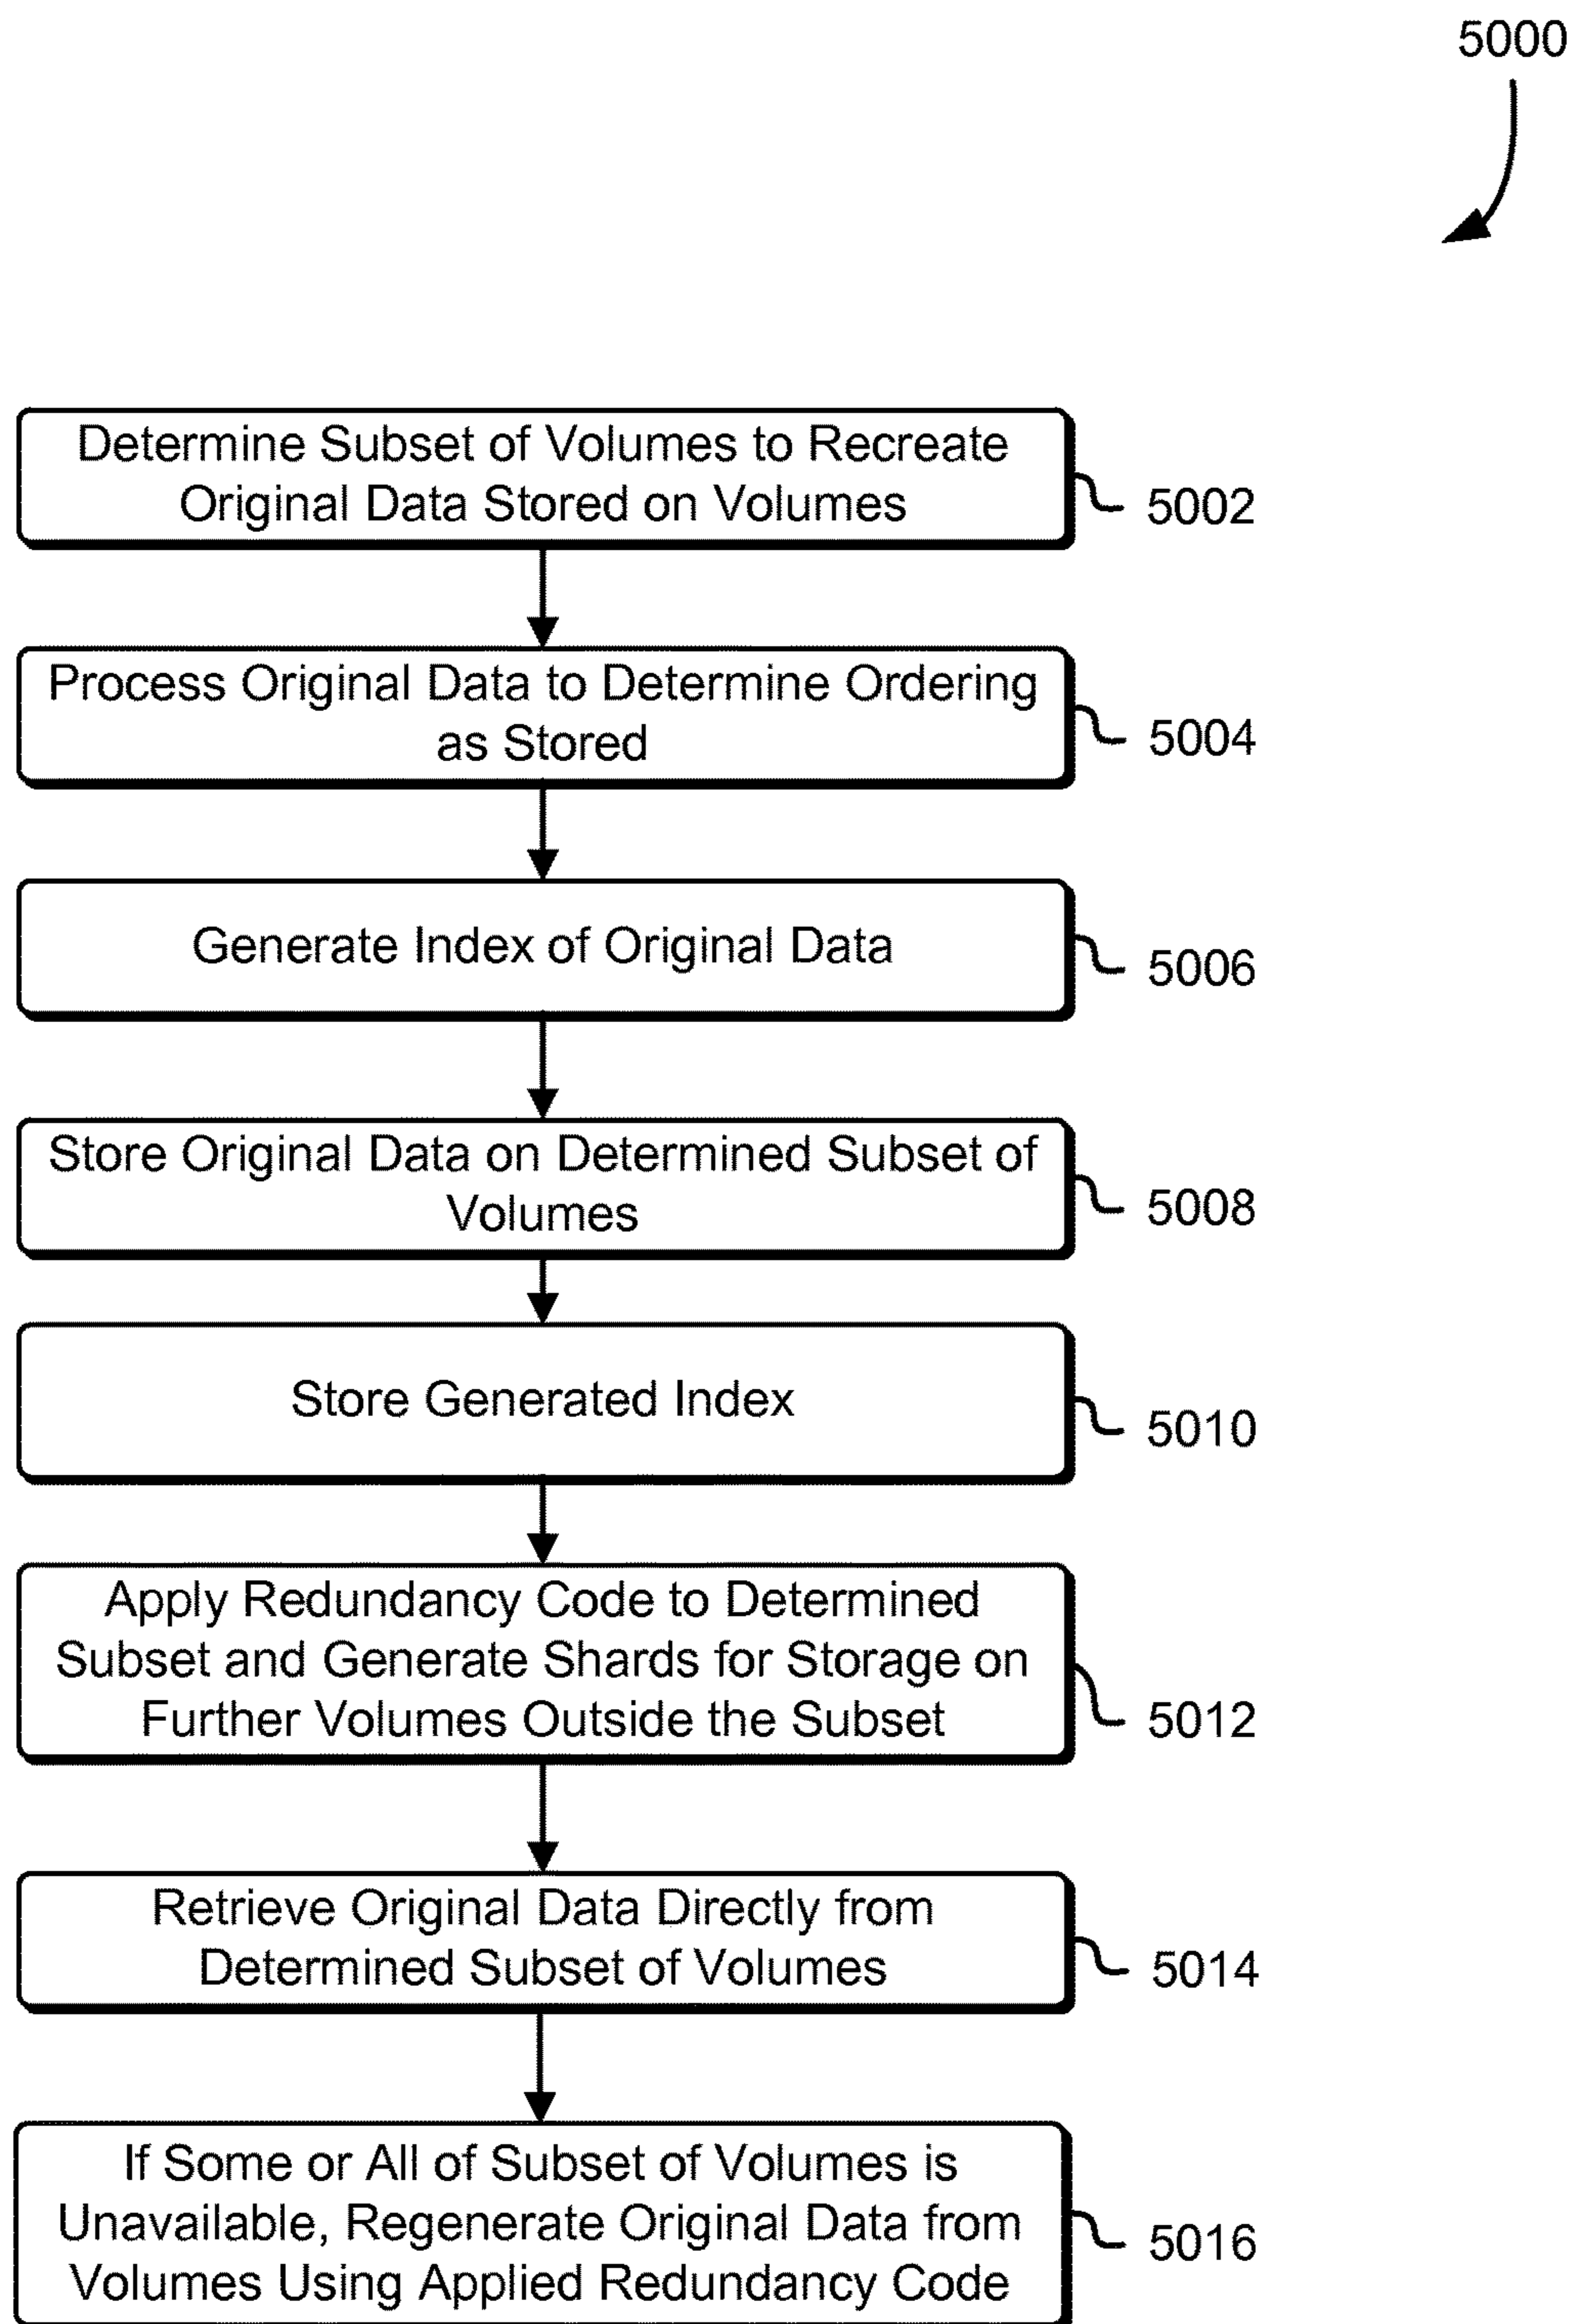 5000
Determine Subset of Volumes to Recreate
Original Data Stored on Volumes
5002
Process Original Data to Determine Ordering
as Stored
5004
Generate Index of Original Data
5006
Store Original Data on Determined Subset of
Volumes
5008
Store Generated Index
5010
Apply Redundancy Code to Determined
Subset and Generate Shards for Storage on
Further Volumes Outside the Subset
5012
Retrieve Original Data Directly from
Determined Subset of Volumes
5014
If Some or All of Subset of Volumes is
Unavailable, Regenerate Original Data from
Volumes Using Applied Redundancy Code
5016